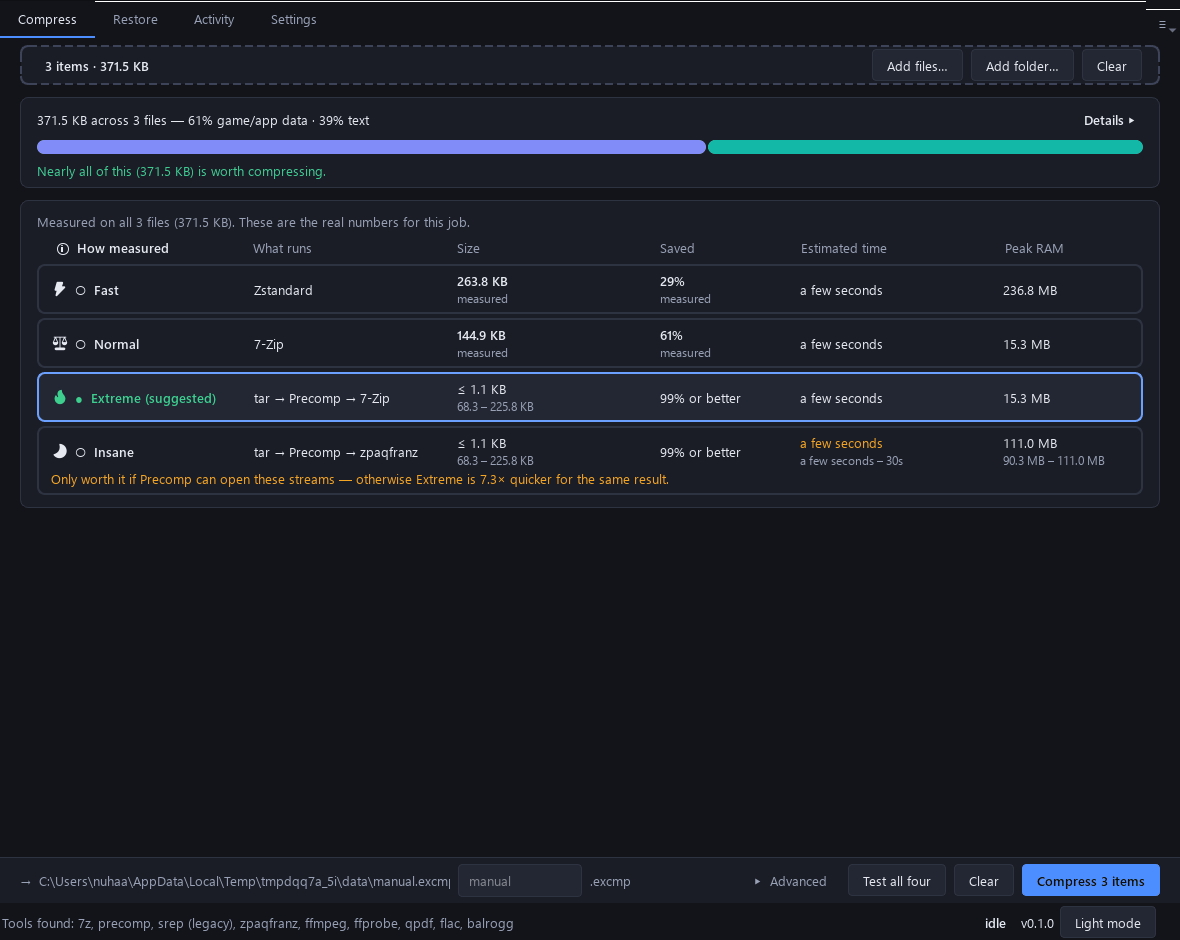 Compress Restore Activity Settings
3 items · 371.5 KB Add files... Add folder... Clear
371.5 KB across 3 files — 61% game/app data · 39% text Details ▸
Nearly all of this (371.5 KB) is worth compressing.
Measured on all 3 files (371.5 KB). These are the real numbers for this job.
How measured What runs Size Saved Estimated time Peak RAM
Fast Zstandard 263.8 KB measured 29% measured a few seconds 236.8 MB
Normal 7-Zip 144.9 KB measured 61% measured a few seconds 15.3 MB
Extreme (suggested) tar → Precomp → 7-Zip ≤ 1.1 KB 68.3 – 225.8 KB 99% or better a few seconds 15.3 MB
Insane tar → Precomp → zpaqfranz ≤ 1.1 KB 68.3 – 225.8 KB 99% or better a few seconds a few seconds – 30s 111.0 MB 90.3 MB – 111.0 MB
Only worth it if Precomp can open these streams — otherwise Extreme is 7.3× quicker for the same result.
→ C:\Users\nuhaa\AppData\Local\Temp\tmpdqq7a_5i\data\manual.excmp manual .excmp ▸ Advanced Test all four Clear Compress 3 items
Tools found: 7z, precomp, srep (legacy), zpaqfranz, ffmpeg, ffprobe, qpdf, flac, balrogg idle v0.1.0 Light mode